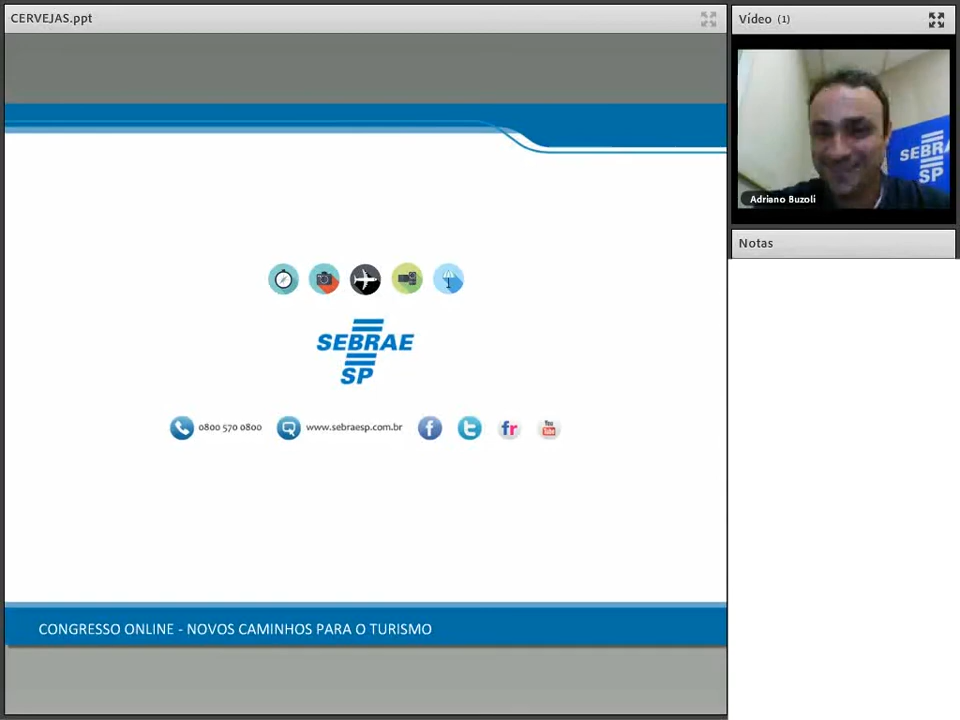 CERVEJAS.ppt
Vídeo (1)
SEBRAE
SP
Adriano Buzoli
Notas
SEBRAE
SP
0800 570 0800
www.sebraesp.com.br
f
t
fr
You
Tube
CONGRESSO ONLINE - NOVOS CAMINHOS PARA O TURISMO